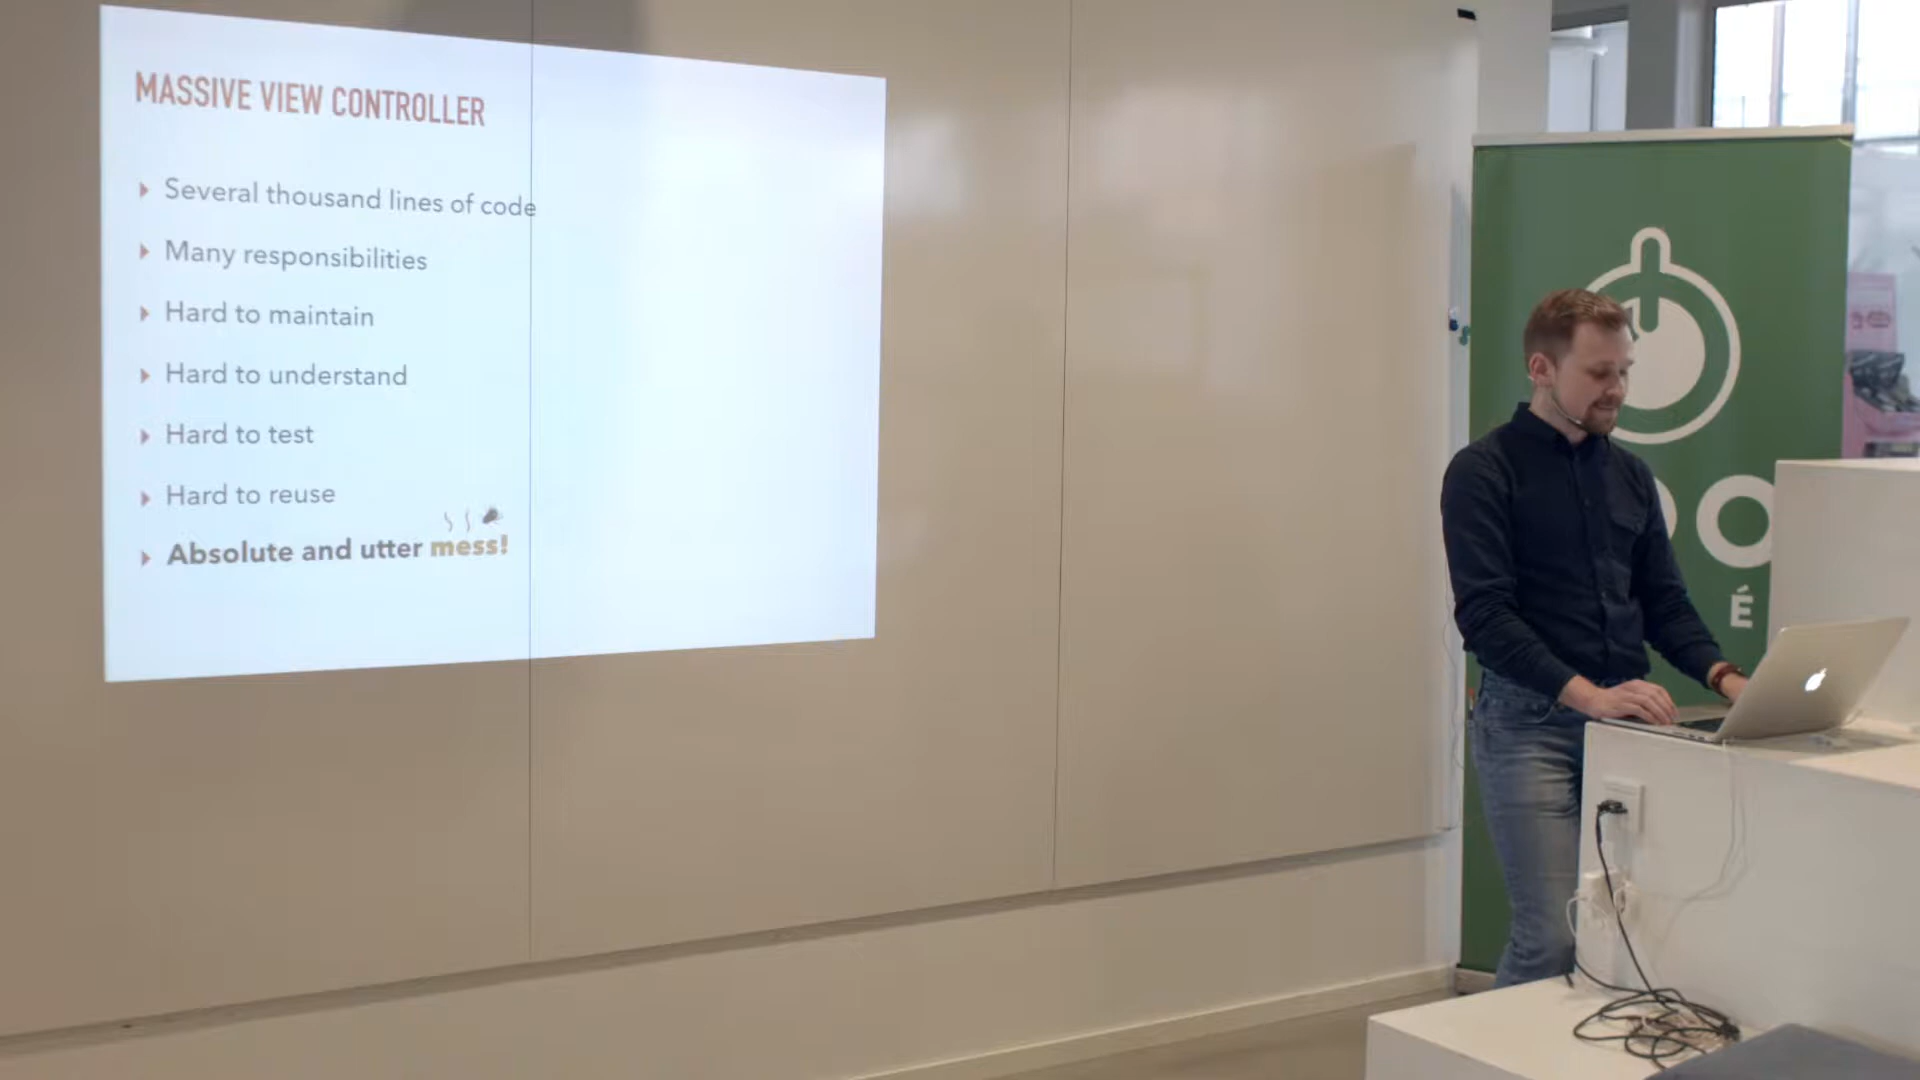 MASSIVE VIEW CONTROLLER
Several thousand lines of code
Many responsibilities
Hard to maintain
Hard to understand
Hard to test
Hard to reuse
Absolute and utter mess!
O
É